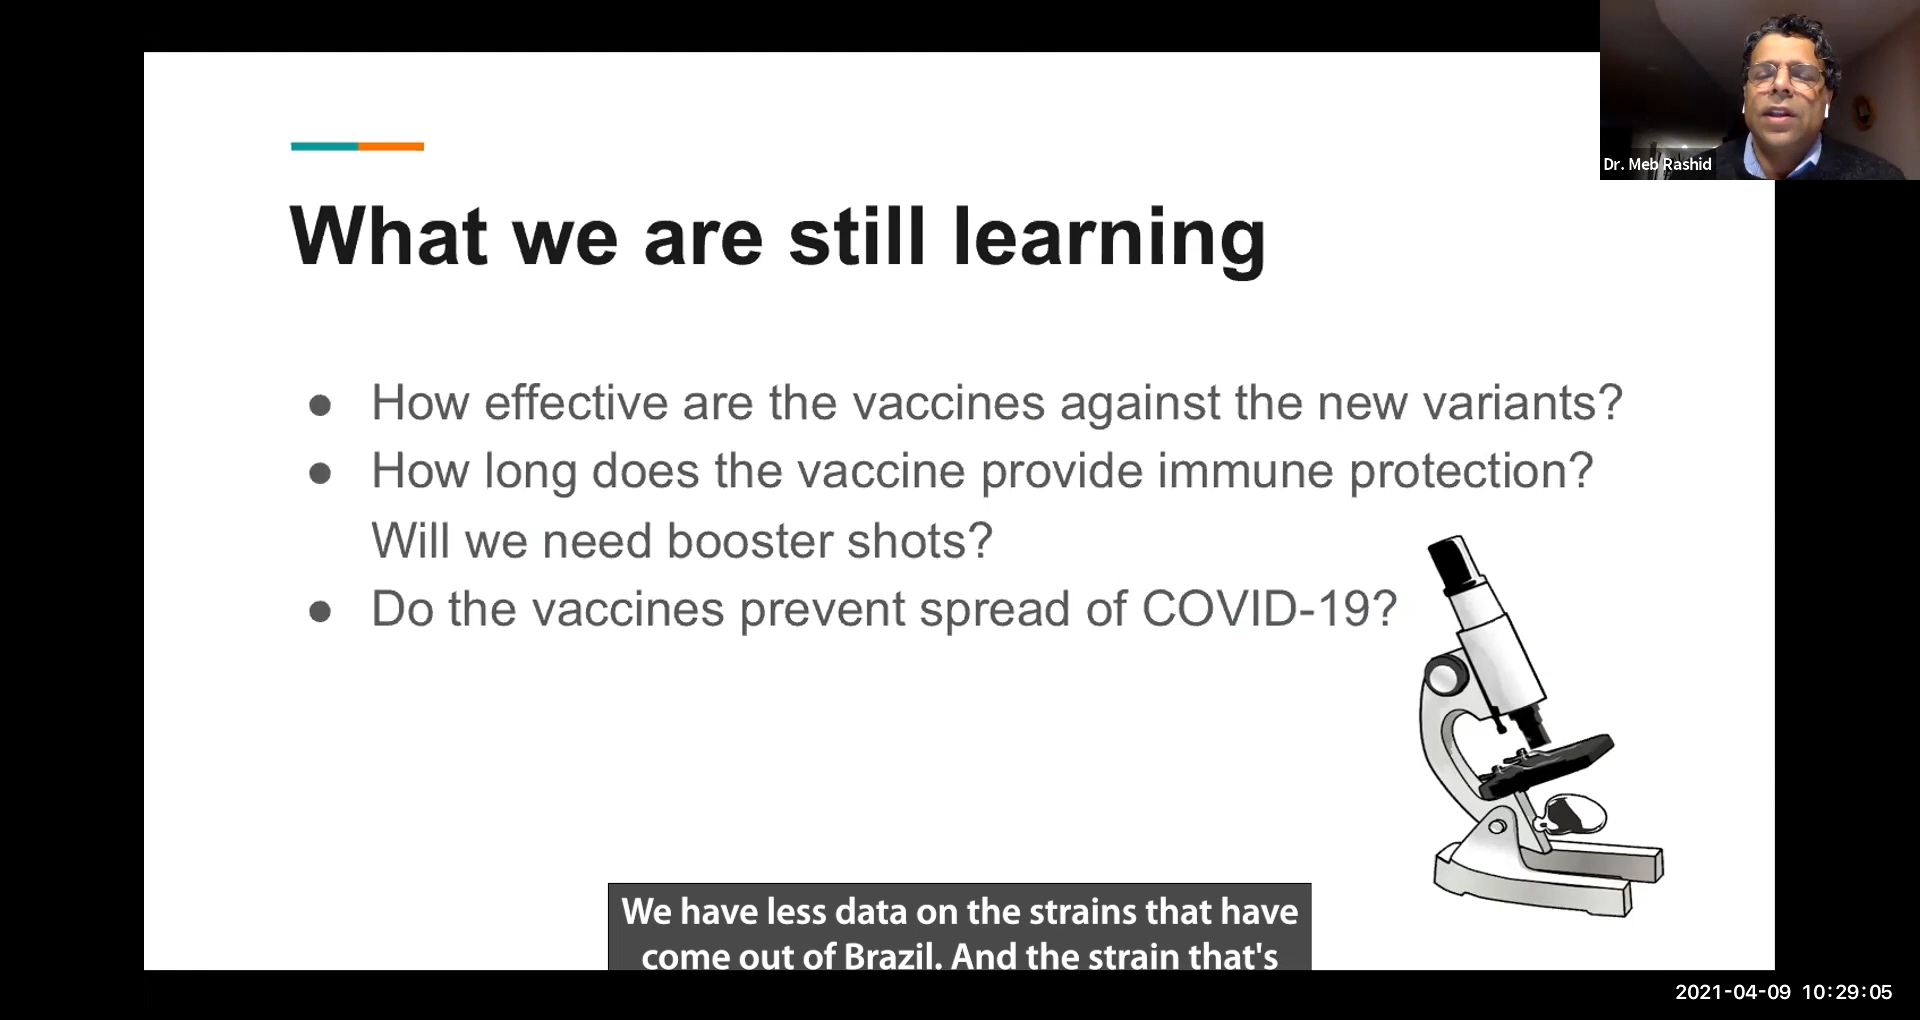 Dr. Meb Rashid
What we are still learning
● How effective are the vaccines against the new variants?
● How long does the vaccine provide immune protection?
Will we need booster shots?
● Do the vaccines prevent spread of COVID-19?
We have less data on the strains that have
come out of Brazil. And the strain that's
2021-04-09 10:29:05